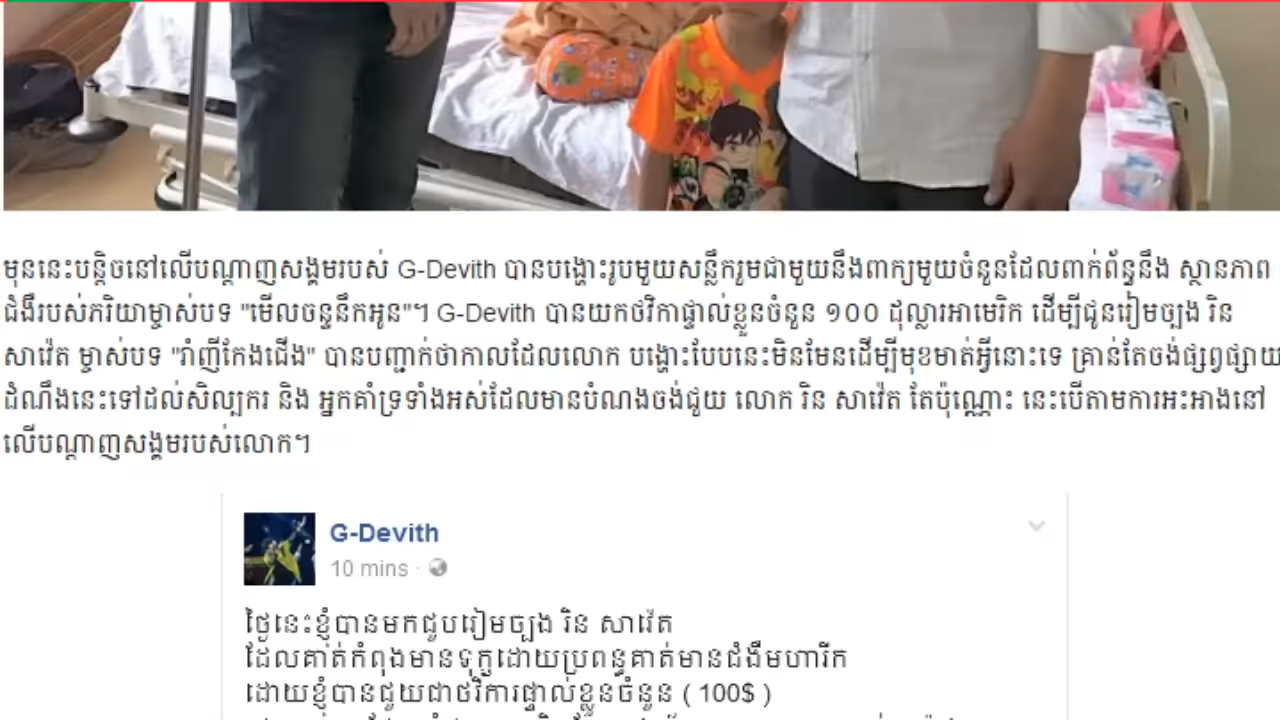 មុននេះបន្តិចនៅលើបណ្ដាញសង្គមរបស់ G-Devith បានបង្ហោះរូបមួយសន្លឹករួមជាមួយនឹងពាក្យមួយចំនួនដែលពាក់ព័ន្ធនឹង ស្ថានភាព
ជំងឺរបស់ភរិយាម្ចាស់បទ "មើលចន្ទនឹកអូន"។ G-Devith បានយកថវិកាផ្ទាល់ខ្លួនចំនួន ១០០ ដុល្លារអាមេរិក ដើម្បីជូនរៀមច្បង រិន
សាវ៉េត ម្ចាស់បទ "រ៉ាំញីកែងជើង" បានបញ្ជាក់ថាកាលដែលលោក បង្ហោះបែបនេះមិនមែនដើម្បីមុខមាត់អ្វីនោះទេ គ្រាន់តែចង់ផ្សព្វផ្សាយ
ដំណឹងនេះទៅដល់សិល្បករ និង អ្នកគាំទ្រទាំងអស់ដែលមានបំណងចង់ជួយ លោក រិន សាវ៉េត តែប៉ុណ្ណោះ នេះបើតាមការអះអាងនៅ
លើបណ្ដាញសង្គមរបស់លោក។
G-Devith
10 mins ·
ថ្ងៃនេះខ្ញុំបានមកជួបរៀមច្បង រិន សាវ៉េត
ដែលគាត់កំពុងមានទុក្ខដោយប្រពន្ធគាត់មានជំងឺមហារីក
ដោយខ្ញុំបានជួយជាថវិការផ្ទាល់ខ្លួនចំនួន ( 100$ )